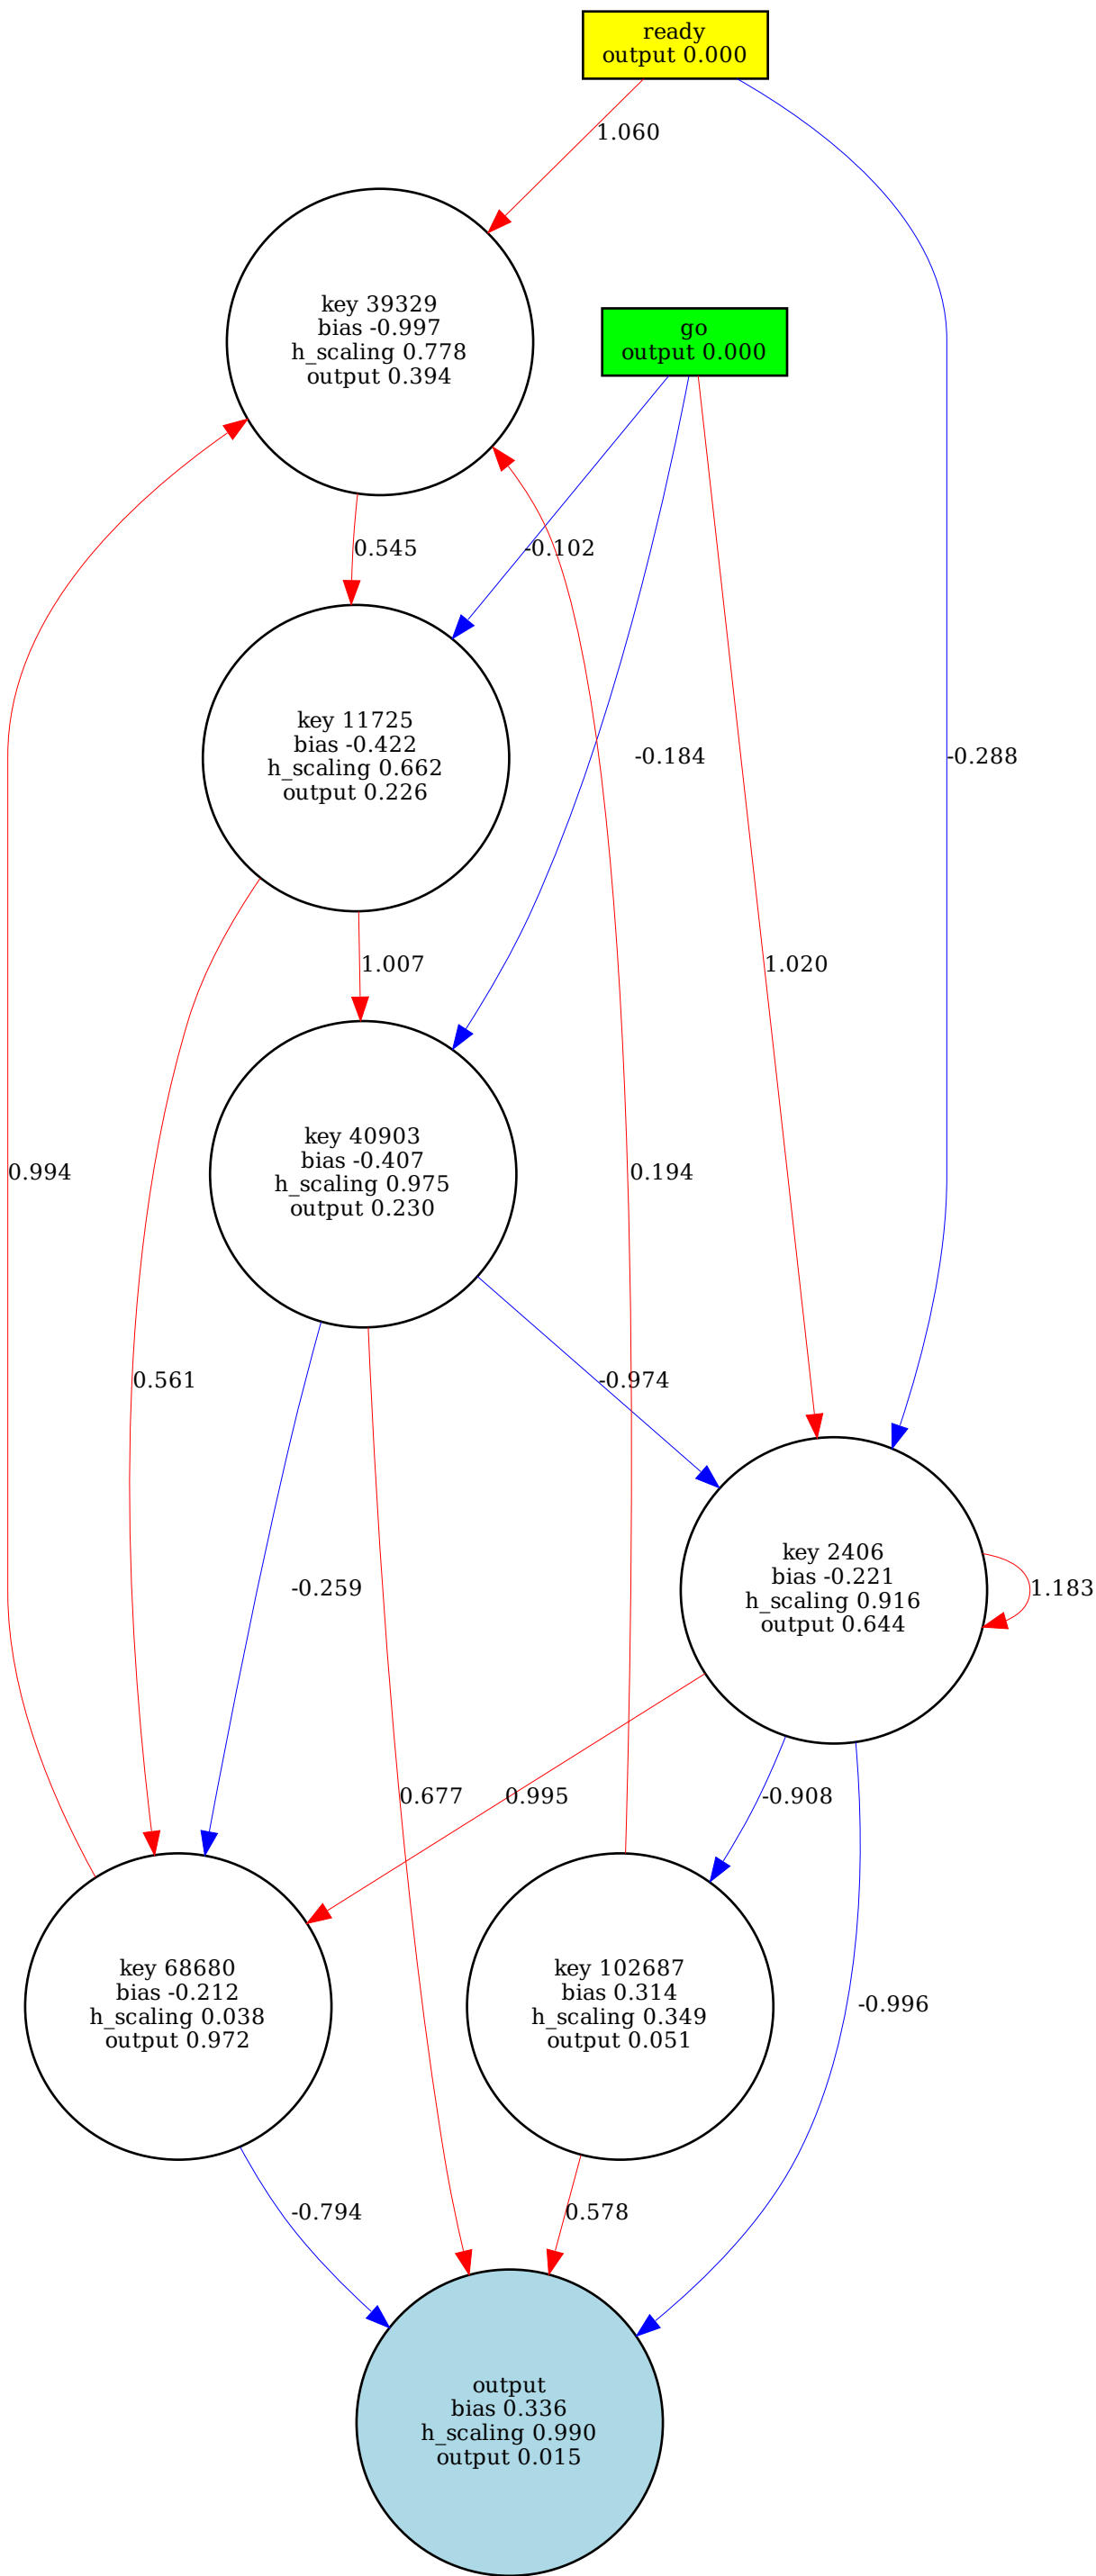 ready
output 0.000
1.060
key 39329
bias -0.997
h_scaling 0.778
output 0.394
go
output 0.000
0.545
-0.102
key 11725
bias -0.422
h_scaling 0.662
output 0.226
-0.184
-0.288
1.007
1.020
key 40903
bias -0.407
h_scaling 0.975
output 0.230
0.994
0.194
0.561
-0.974
key 2406
bias -0.221
h_scaling 0.916
output 0.644
-0.259
1.183
0.677
0.995
-0.908
key 68680
bias -0.212
h_scaling 0.038
output 0.972
key 102687
bias 0.314
h_scaling 0.349
output 0.051
-0.996
-0.794
0.578
output
bias 0.336
h_scaling 0.990
output 0.015